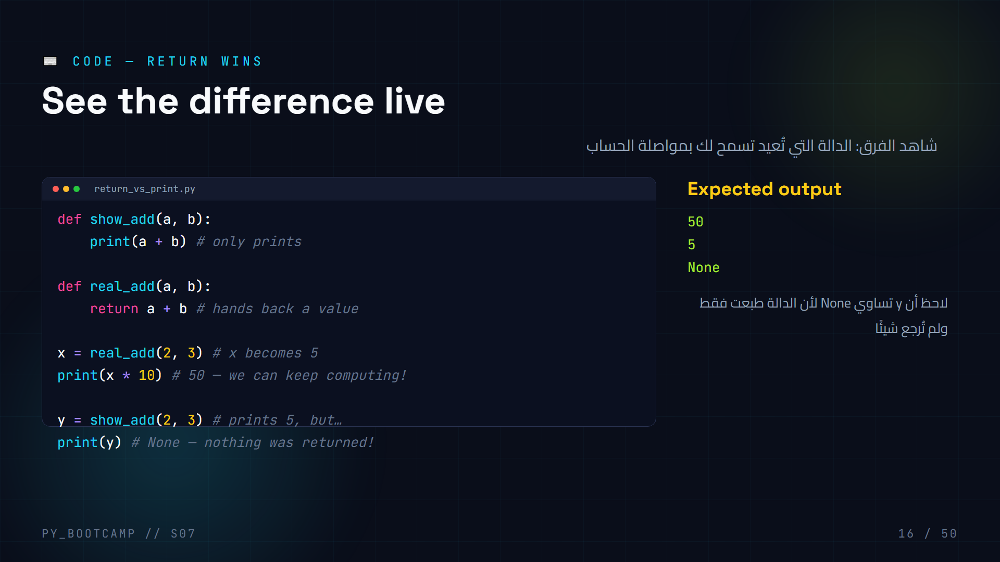 CODE — RETURN WINS
See the difference live
شاهد الفرق: الدالة التي تُعيد تسمح لك بمواصلة الحساب
return_vs_print.py
def show_add(a, b):
    print(a + b) # only prints
def real_add(a, b):
    return a + b # hands back a value
x = real_add(2, 3) # x becomes 5
print(x * 10) # 50 — we can keep computing!
y = show_add(2, 3) # prints 5, but…
print(y) # None — nothing was returned!
Expected output
50
5
None
لاحظ أن y تساوي None لأن الدالة طبعت فقط
ولم تُرجع شيئًا
PY_BOOTCAMP // S07
16 / 50